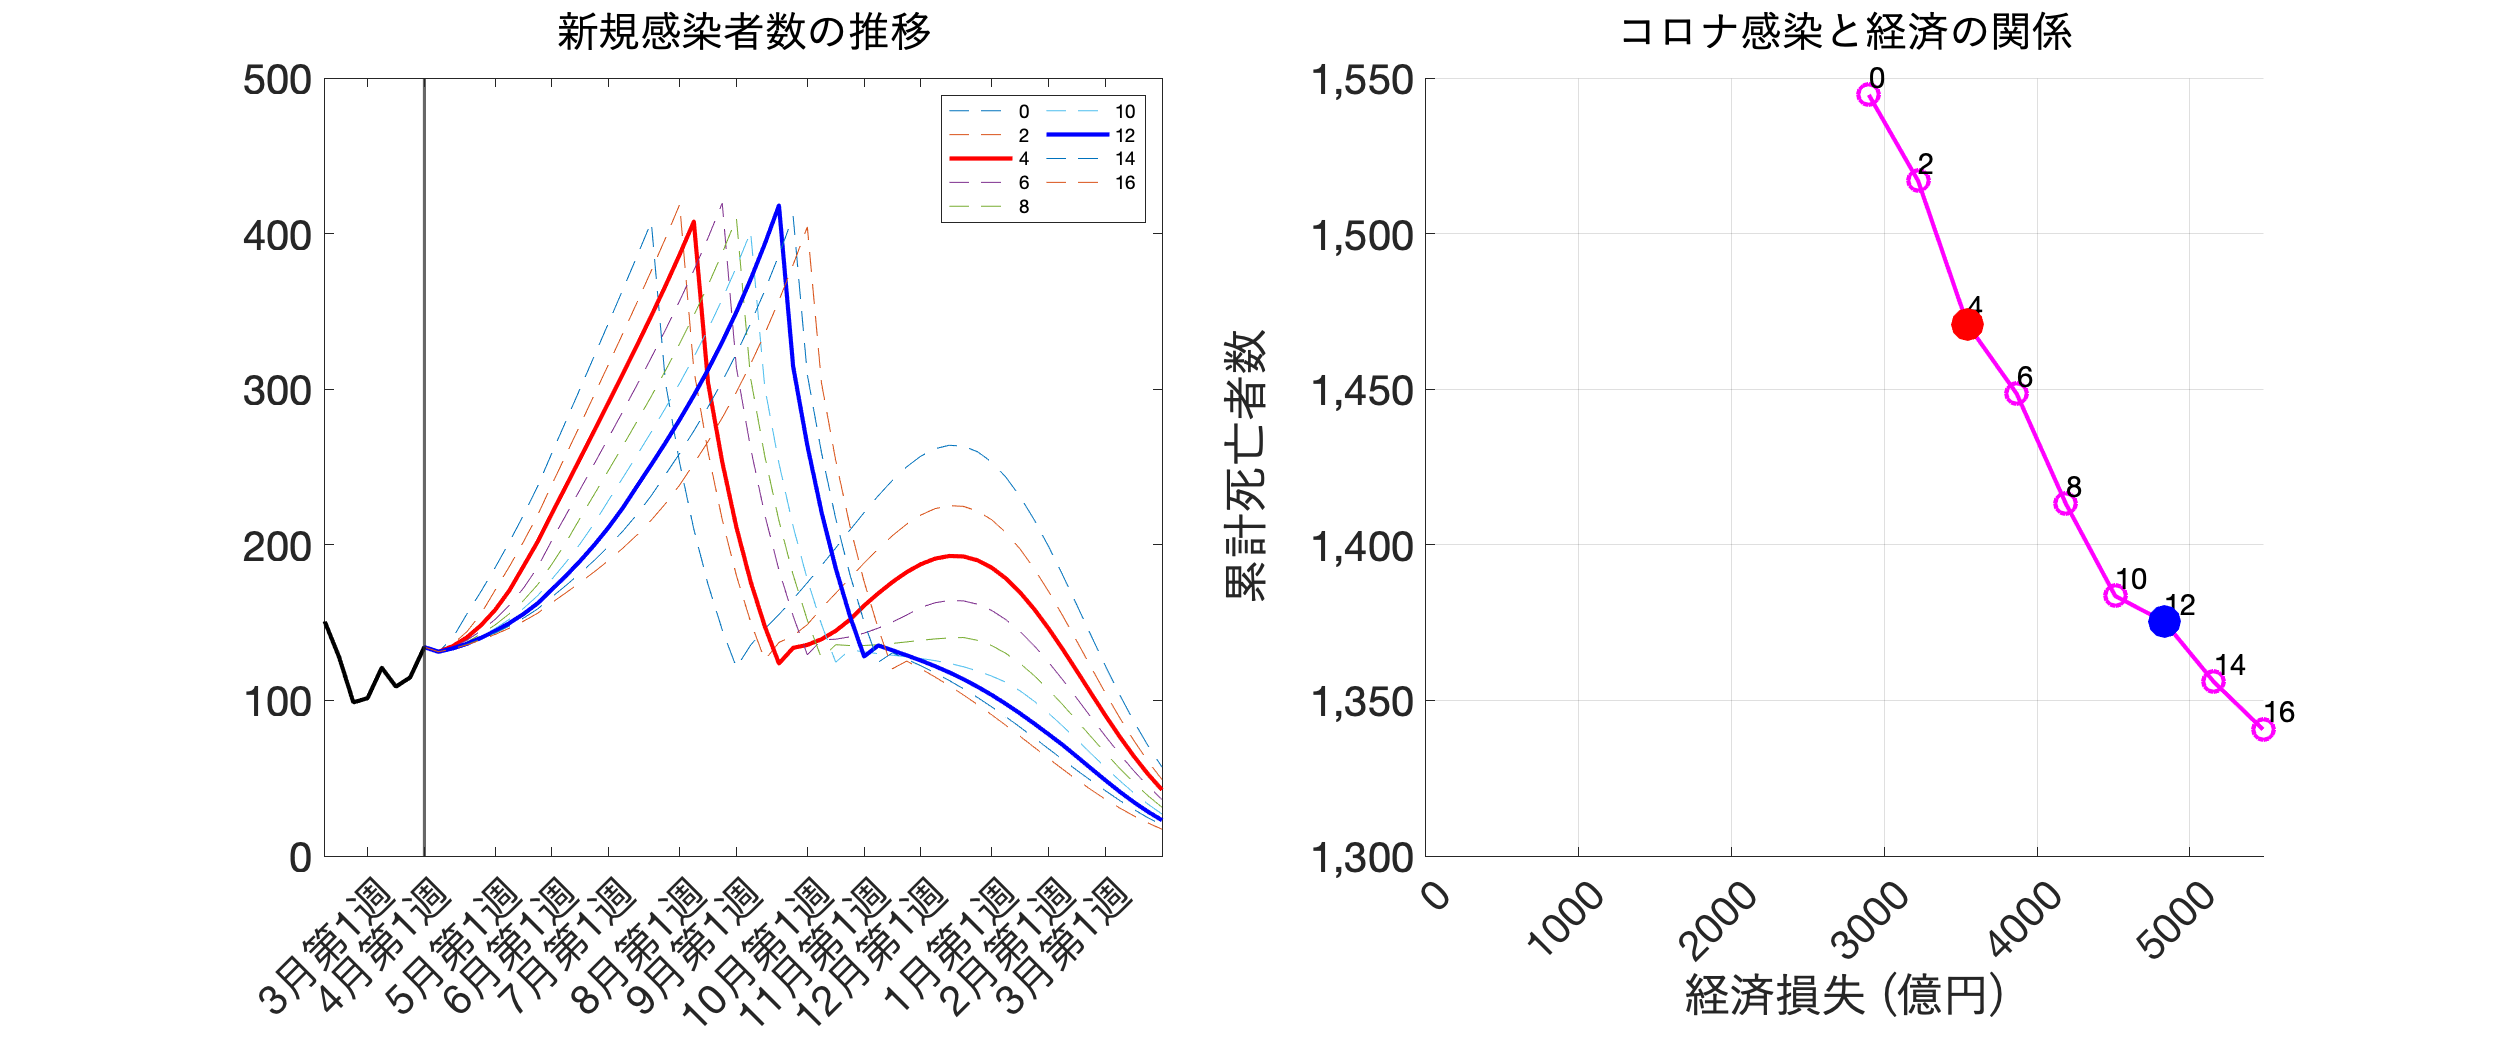 新規感染者数の推移
500
400
300
200
100
0
0
2
4
6
8
10
12
14
16
3月第1週
4月第1週
5月第1週
6月第1週
7月第1週
8月第1週
9月第1週
10月第1週
11月第1週
12月第1週
1月第1週
2月第1週
3月第1週
コロナ感染と経済の関係
累計死亡者数
1,550
1,500
1,450
1,400
1,350
1,300
0
2
4
6
8
10
12
14
16
0
1000
2000
3000
4000
5000
経済損失 (億円)